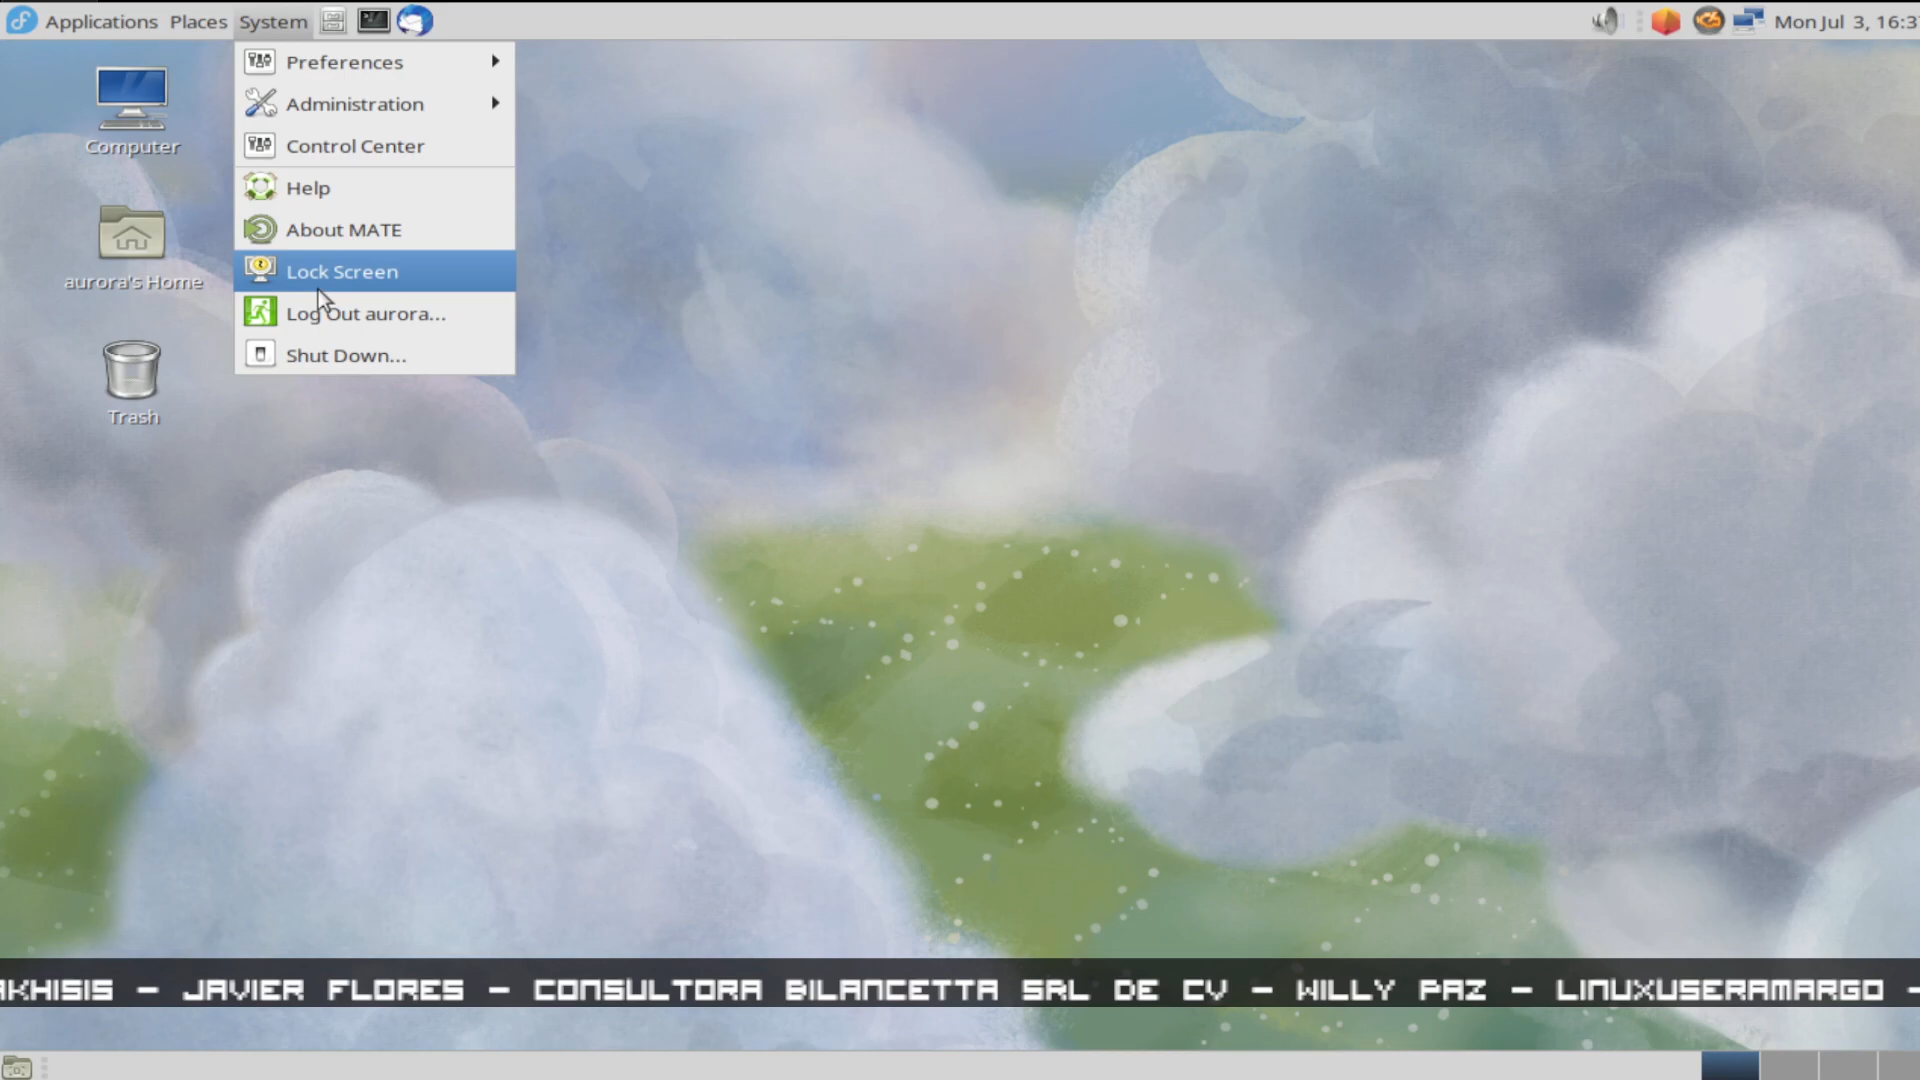 Applications Places System
Mon Jul 3, 16:3
Preferences
Administration
Control Center
Help
About MATE
Lock Screen
Log Out aurora...
Shut Down...
Computer
aurora's Home
Trash
AKHISIS - JAVIER FLORES - CONSULTORA BILANCETTA SRL DE CV - WILLY PAZ - LINUXUSERAMARGO -